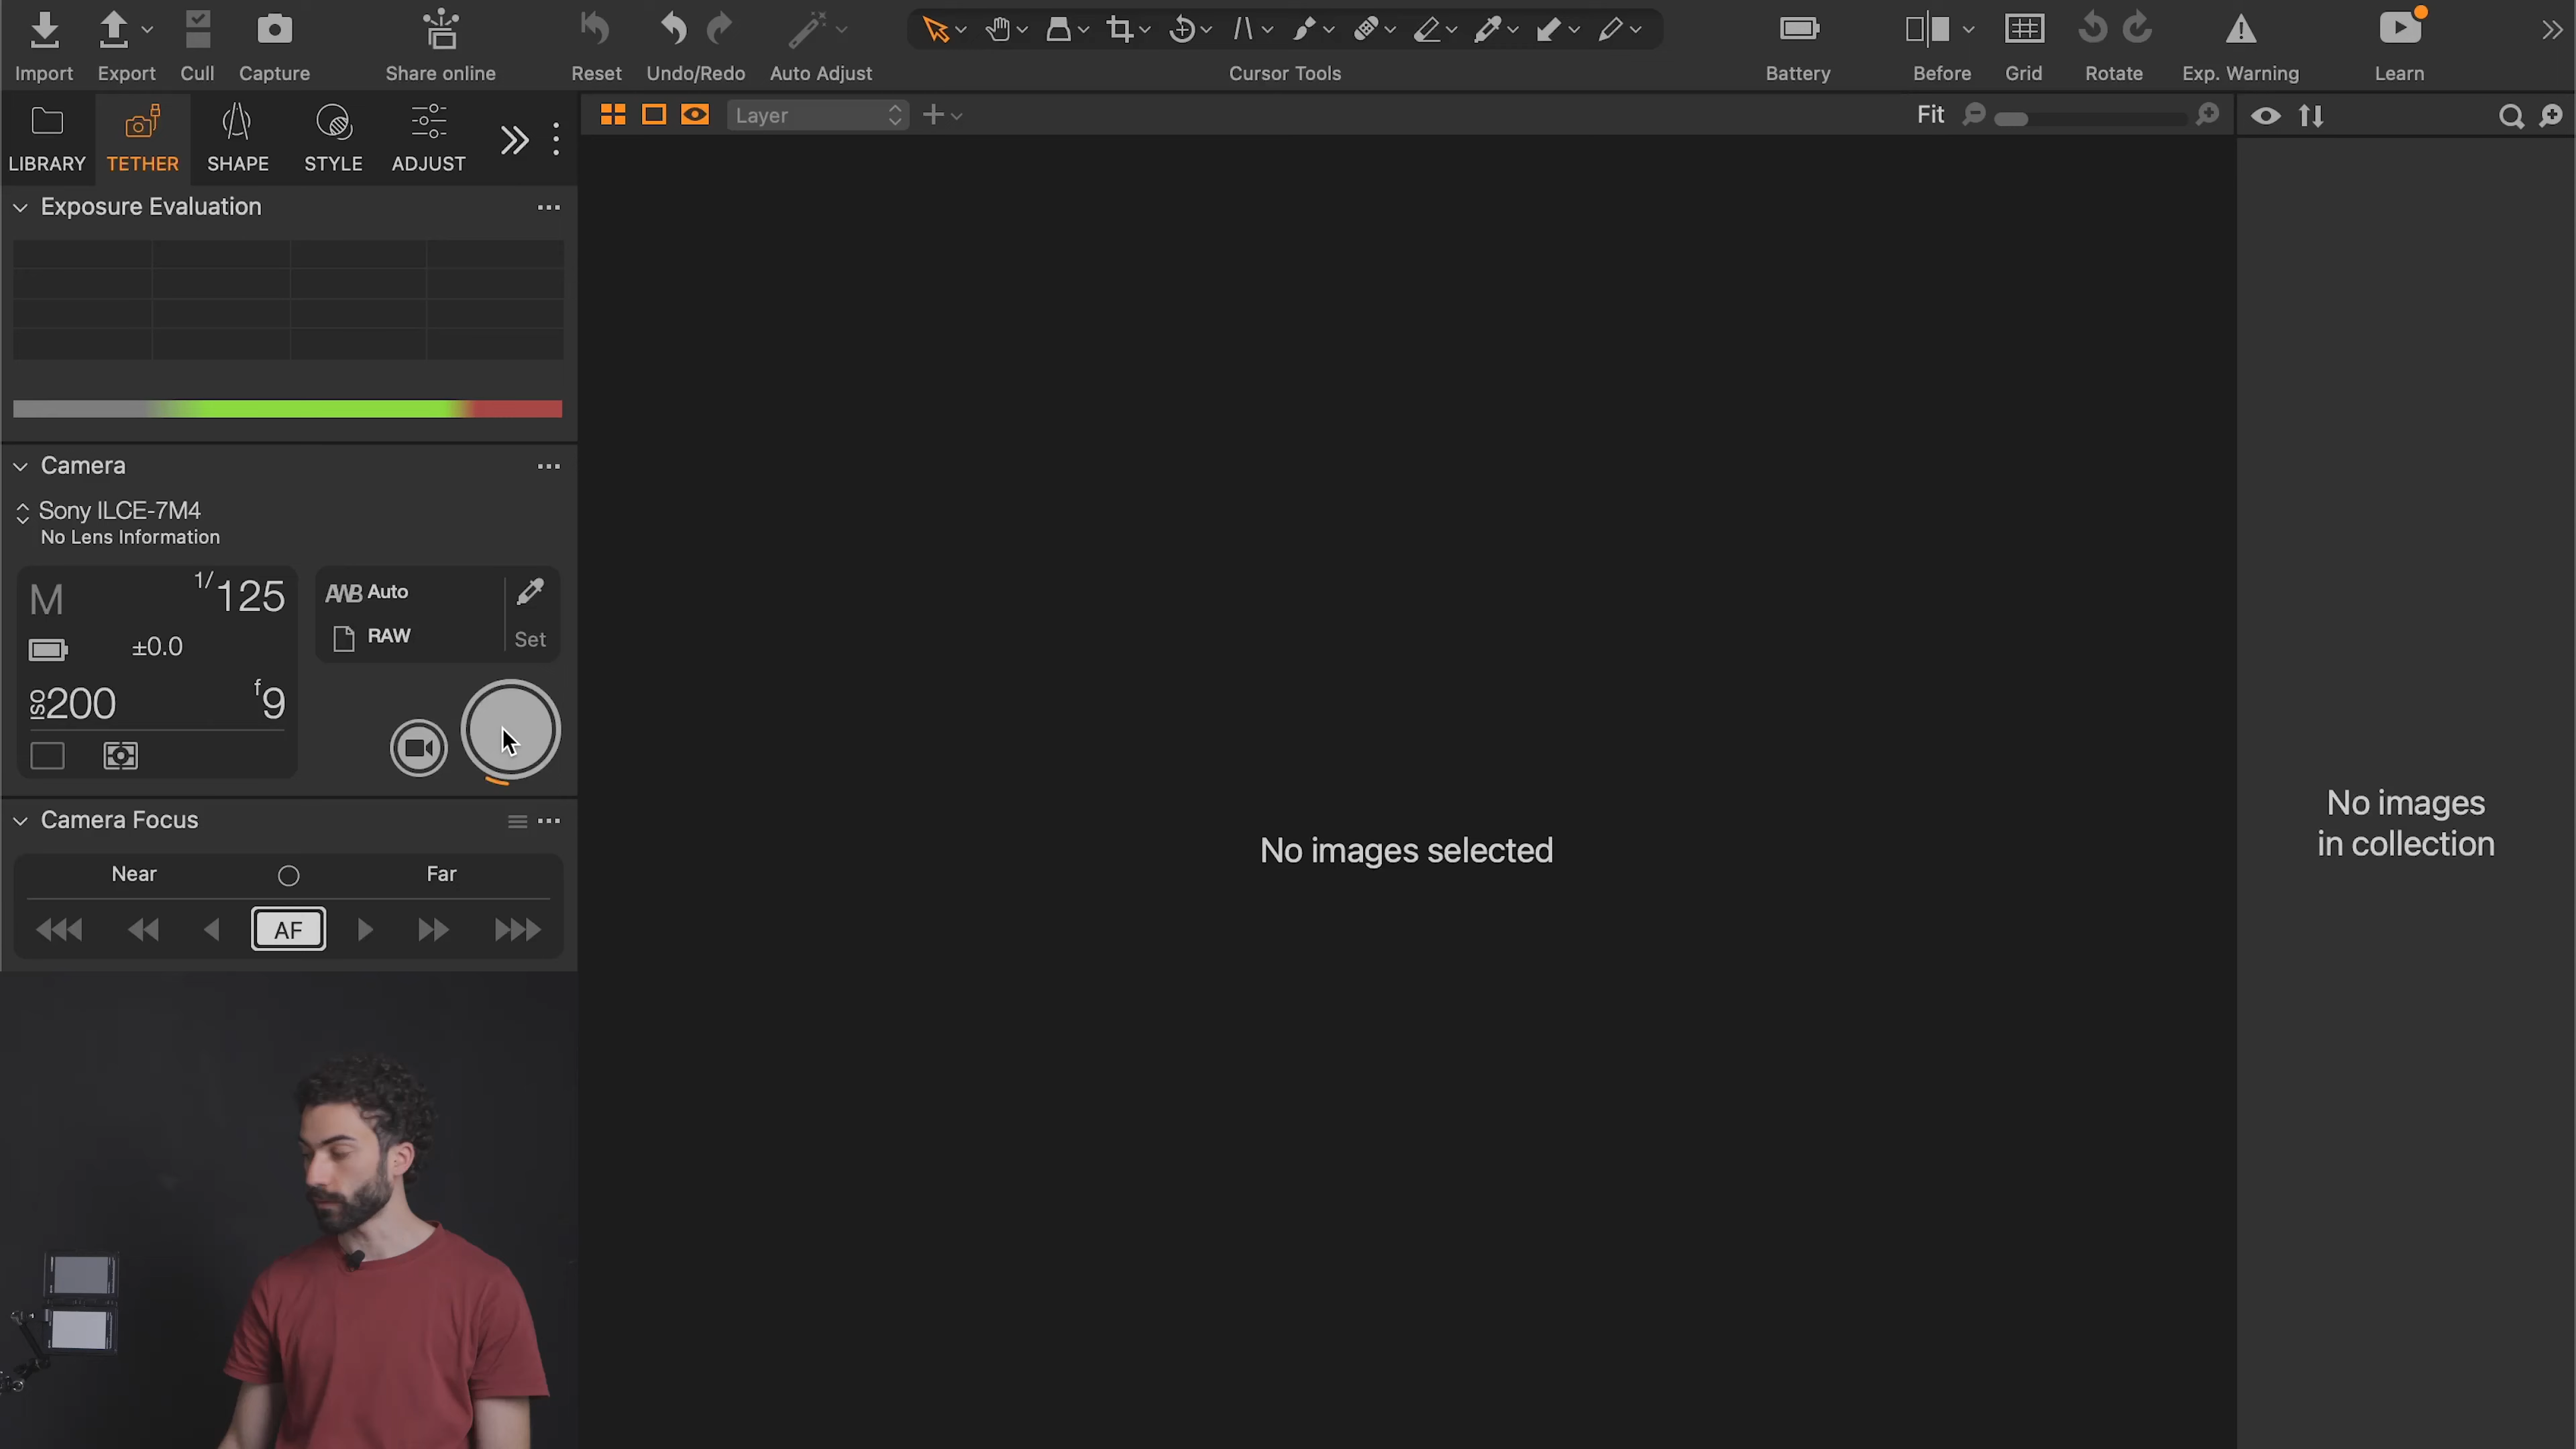 Import Export Cull Capture Share online Reset Undo/Redo Auto Adjust Cursor Tools Battery Before Grid Rotate Exp. Warning Learn
LIBRARY TETHER SHAPE STYLE ADJUST
Layer
Fit
Exposure Evaluation
Camera
Sony ILCE-7M4
No Lens Information
M 1/125
±0.0
ISO 200 f9
AWB Auto
RAW
Set
Camera Focus
Near Far
AF
No images selected
No images
in collection